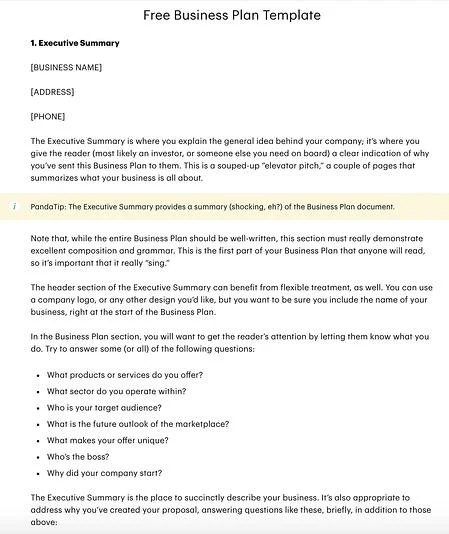 Free Business Plan Template
1. Executive Summary
[BUSINESS NAME]
[ADDRESS]
[PHONE]
The Executive Summary is where you explain the general idea behind your company; it's where you
give the reader (most likely an investor, or someone else you need on board) a clear indication of why
you've sent this Business Plan to them. This is a souped-up "elevator pitch," a couple of pages that
summarizes what your business is all about.
PandaTip: The Executive Summary provides a summary (shocking, eh?) of the Business Plan document.
Note that, while the entire Business Plan should be well-written, this section must really demonstrate
excellent composition and grammar. This is the first part of your Business Plan that anyone will read,
so it's important that it really "sing."
The header section of the Executive Summary can benefit from flexible treatment, as well. You can use
a company logo, or any other design you'd like, but you want to be sure you include the name of your
business, right at the start of the Business Plan.
In the Business Plan section, you will want to get the reader's attention by letting them know what you
do. Try to answer some (or all) of the following questions:
• What products or services do you offer?
• What sector do you operate within?
• Who is your target audience?
• What is the future outlook of the marketplace?
• What makes your offer unique?
• Who's the boss?
• Why did your company start?
The Executive Summary is the place to succinctly describe your business. It's also appropriate to
address why you've created your proposal, answering questions like these, briefly, in addition to those
above: